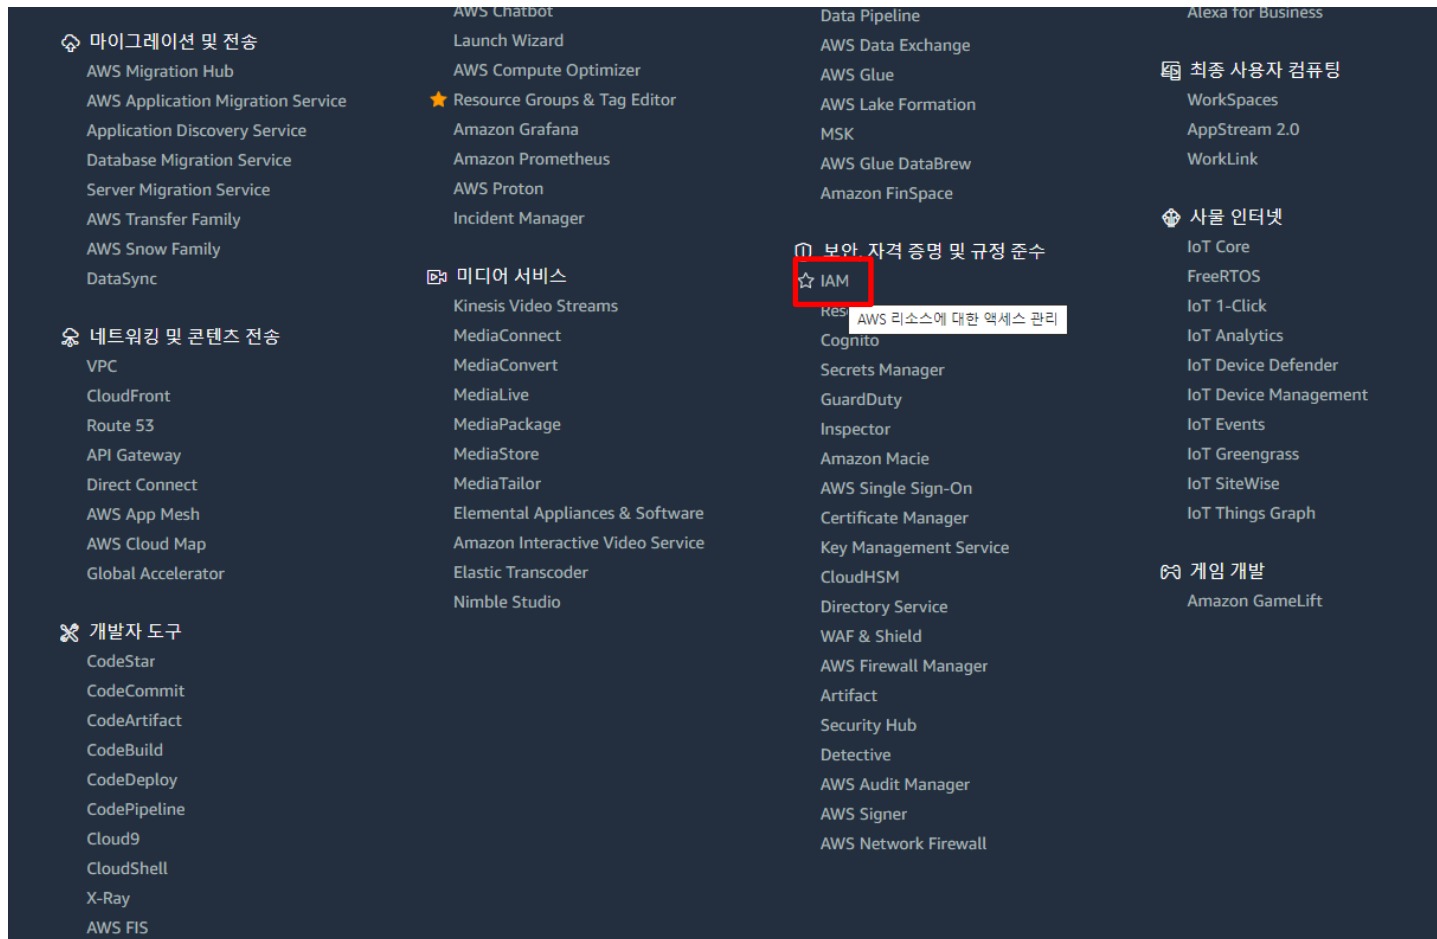 마이그레이션 및 전송
AWS Migration Hub
AWS Application Migration Service
Application Discovery Service
Database Migration Service
Server Migration Service
AWS Transfer Family
AWS Snow Family
DataSync
네트워킹 및 콘텐츠 전송
VPC
CloudFront
Route 53
API Gateway
Direct Connect
AWS App Mesh
AWS Cloud Map
Global Accelerator
개발자 도구
CodeStar
CodeCommit
CodeArtifact
CodeBuild
CodeDeploy
CodePipeline
Cloud9
CloudShell
X-Ray
AWS FIS
AWS Chatbot
Launch Wizard
AWS Compute Optimizer
Resource Groups & Tag Editor
Amazon Grafana
Amazon Prometheus
AWS Proton
Incident Manager
미디어 서비스
Kinesis Video Streams
MediaConnect
MediaConvert
MediaLive
MediaPackage
MediaStore
MediaTailor
Elemental Appliances & Software
Amazon Interactive Video Service
Elastic Transcoder
Nimble Studio
Data Pipeline
AWS Data Exchange
AWS Glue
AWS Lake Formation
MSK
AWS Glue DataBrew
Amazon FinSpace
보안, 자격 증명 및 규정 준수
IAM
AWS 리소스에 대한 액세스 관리
Cognito
Secrets Manager
GuardDuty
Inspector
Amazon Macie
AWS Single Sign-On
Certificate Manager
Key Management Service
CloudHSM
Directory Service
WAF & Shield
AWS Firewall Manager
Artifact
Security Hub
Detective
AWS Audit Manager
AWS Signer
AWS Network Firewall
Alexa for Business
최종 사용자 컴퓨팅
WorkSpaces
AppStream 2.0
WorkLink
사물 인터넷
IoT Core
FreeRTOS
IoT 1-Click
IoT Analytics
IoT Device Defender
IoT Device Management
IoT Events
IoT Greengrass
IoT SiteWise
IoT Things Graph
게임 개발
Amazon GameLift